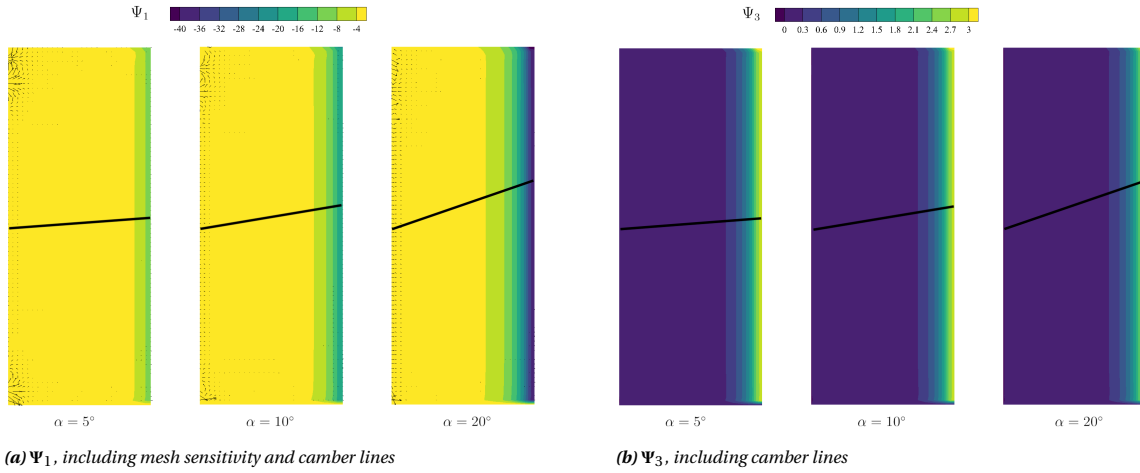 Ψ₁
-40 -36 -32 -28 -24 -20 -16 -12 -8 -4
α = 5°
α = 10°
α = 20°
(a) Ψ₁, including mesh sensitivity and camber lines
Ψ₃
0 0.3 0.6 0.9 1.2 1.5 1.8 2.1 2.4 2.7 3
α = 5°
α = 10°
α = 20°
(b) Ψ₃, including camber lines